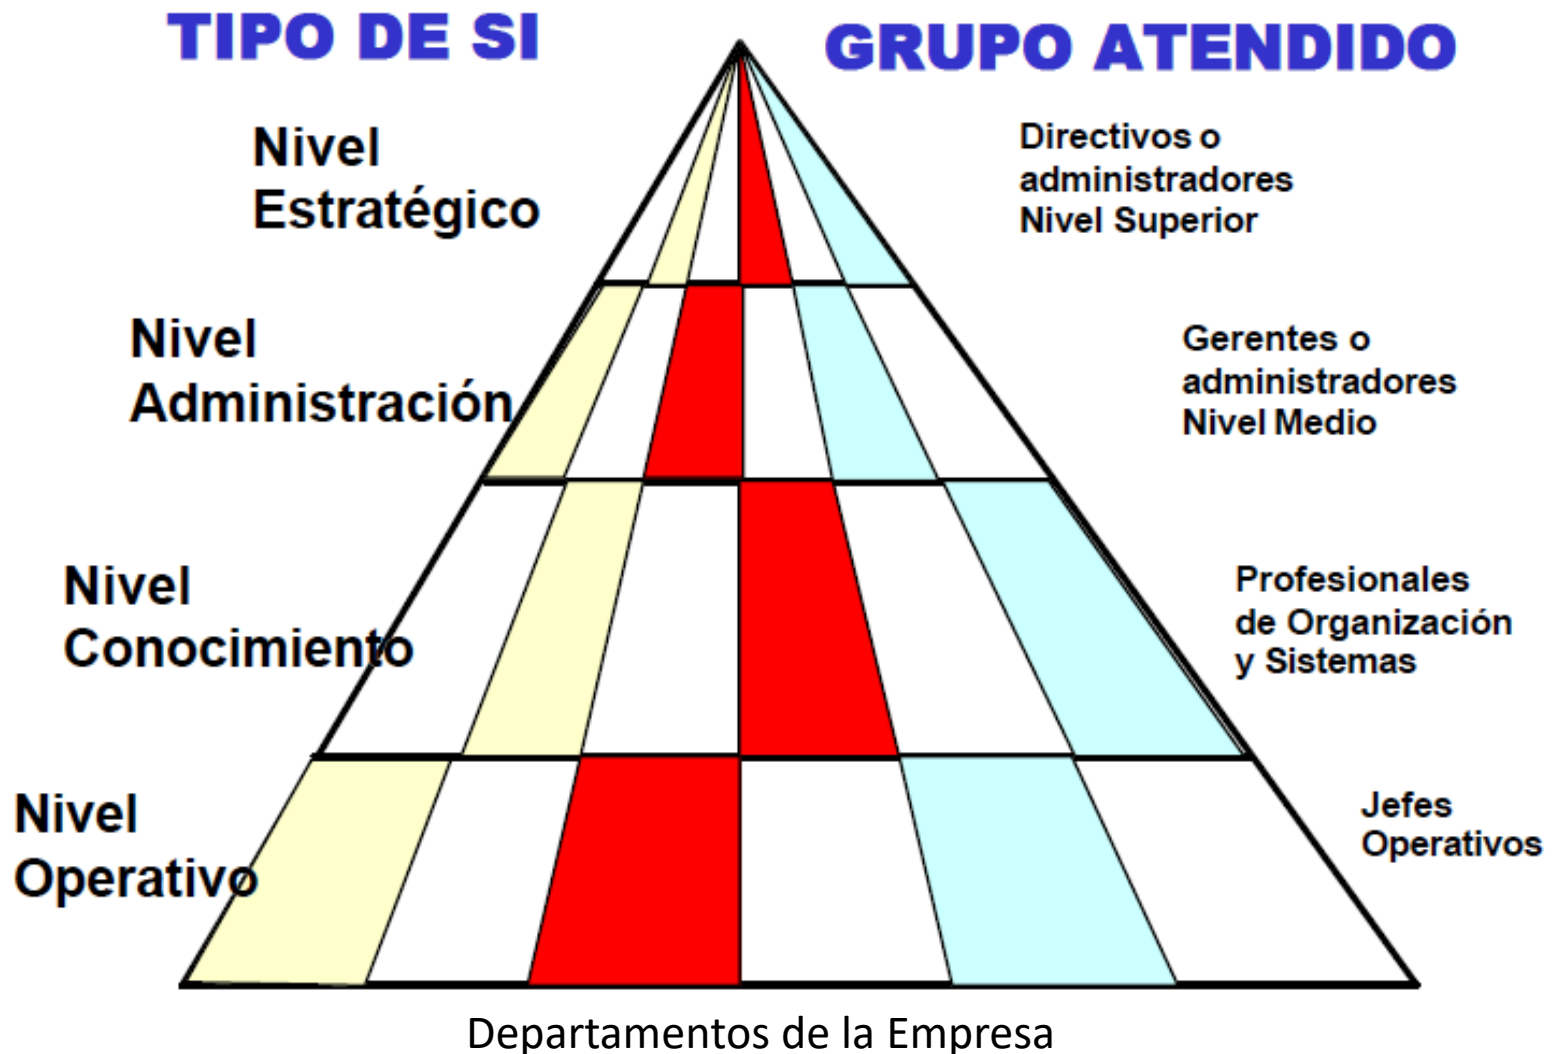 TIPO DE SI
GRUPO ATENDIDO
Nivel
Estratégico
Directivos o
administradores
Nivel Superior
Nivel
Administración
Gerentes o
administradores
Nivel Medio
Nivel
Conocimiento
Profesionales
de Organización
y Sistemas
Nivel
Operativo
Jefes
Operativos
Departamentos de la Empresa